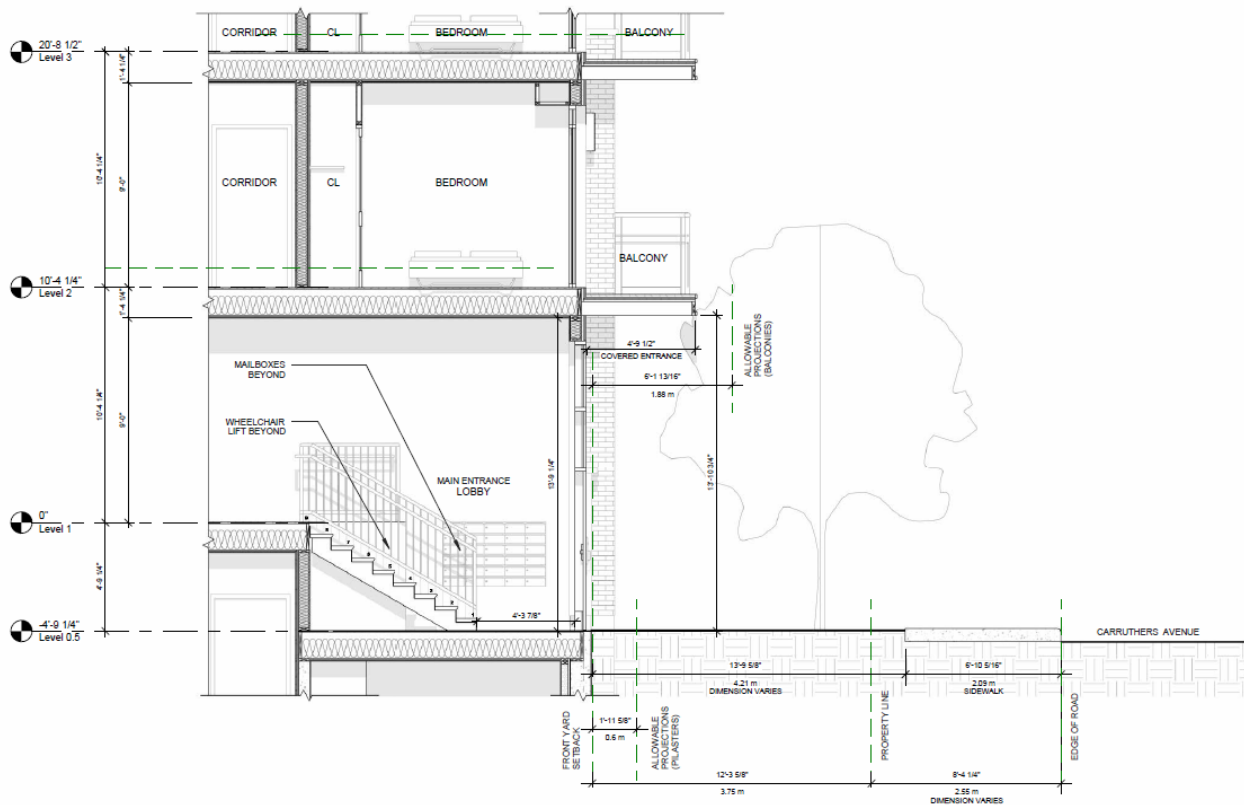 CORRIDOR
CL
BEDROOM
BALCONY
20'-8 1/2"
Level 3
1'-4 1/4"
10'-4 1/4"
9'-0"
CORRIDOR
CL
BEDROOM
BALCONY
10'-4 1/4"
Level 2
1'-4 1/4"
4'-9 1/2"
COVERED ENTRANCE
6'-1 13/16"
1.88 m
ALLOWABLE
PROJECTIONS
(BALCONIES)
MAILBOXES
BEYOND
WHEELCHAIR
LIFT BEYOND
MAIN ENTRANCE
LOBBY
10'-4 1/4"
9'-0"
13'-9 1/4"
13'-10 3/4"
0"
Level 1
4'-9 1/4"
4'-3 7/8"
-4'-9 1/4"
Level 0.5
CARRUTHERS AVENUE
13'-9 5/8"
4.21 m
DIMENSION VARIES
6'-10 5/16"
2.09 m
SIDEWALK
FRONT YARD
SETBACK
1'-11 5/8"
0.6 m
ALLOWABLE
PROJECTIONS
(PILASTERS)
PROPERTY LINE
EDGE OF ROAD
12'-3 5/8"
3.75 m
8'-4 1/4"
2.55 m
DIMENSION VARIES